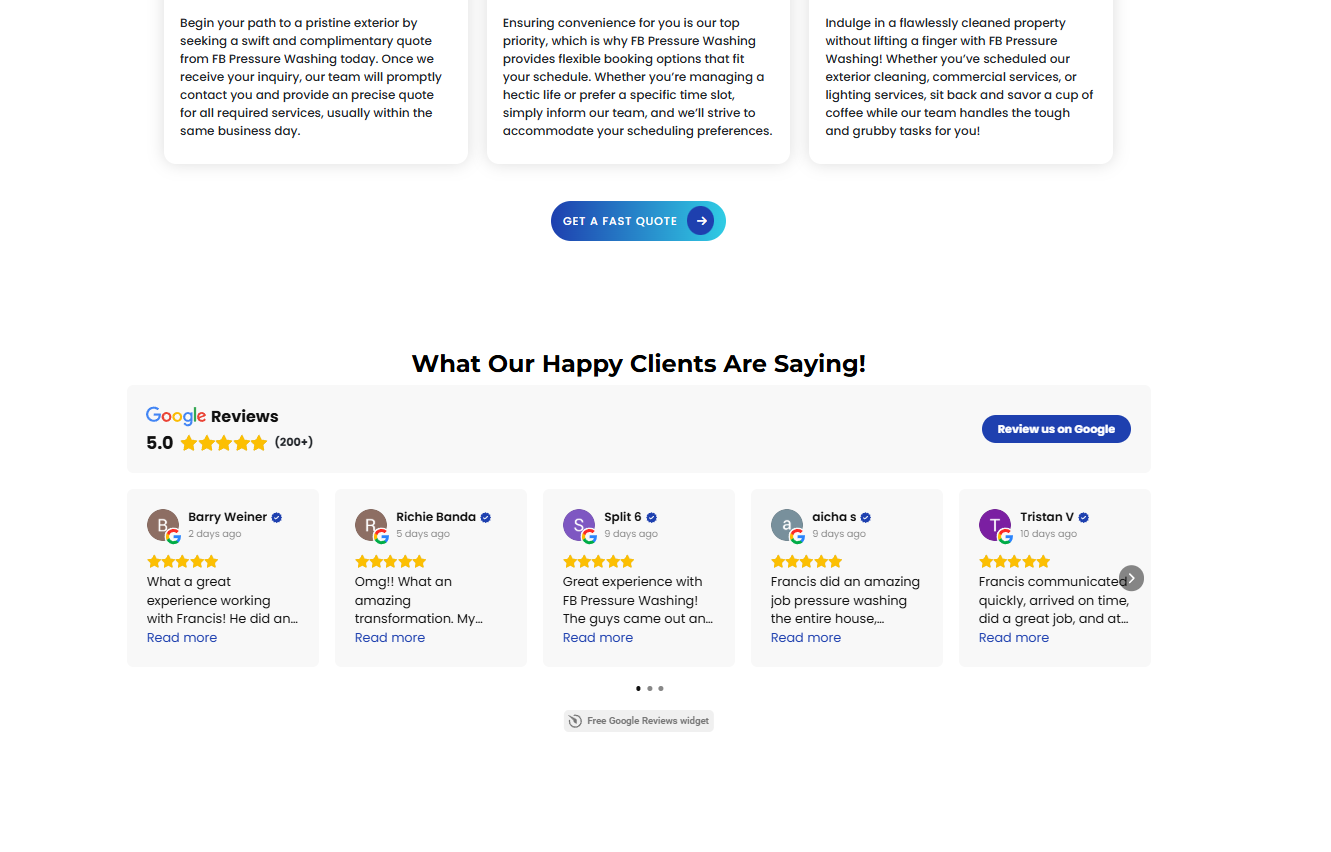 Begin your path to a pristine exterior by
seeking a swift and complimentary quote
from FB Pressure Washing today. Once we
receive your inquiry, our team will promptly
contact you and provide an precise quote
for all required services, usually within the
same business day.
Ensuring convenience for you is our top
priority, which is why FB Pressure Washing
provides flexible booking options that fit
your schedule. Whether you’re managing a
hectic life or prefer a specific time slot,
simply inform our team, and we’ll strive to
accommodate your scheduling preferences.
Indulge in a flawlessly cleaned property
without lifting a finger with FB Pressure
Washing! Whether you’ve scheduled our
exterior cleaning, commercial services, or
lighting services, sit back and savor a cup of
coffee while our team handles the tough
and grubby tasks for you!
GET A FAST QUOTE
What Our Happy Clients Are Saying!
Google Reviews
5.0 (200+)
Review us on Google
B
Barry Weiner
2 days ago
What a great
experience working
with Francis! He did an...
Read more
R
Richie Banda
5 days ago
Omg!! What an
amazing
transformation. My...
Read more
S
Split 6
9 days ago
Great experience with
FB Pressure Washing!
The guys came out an...
Read more
a
aicha s
9 days ago
Francis did an amazing
job pressure washing
the entire house,...
Read more
T
Tristan V
10 days ago
Francis communicated
quickly, arrived on time,
did a great job, and at...
Read more
Free Google Reviews widget